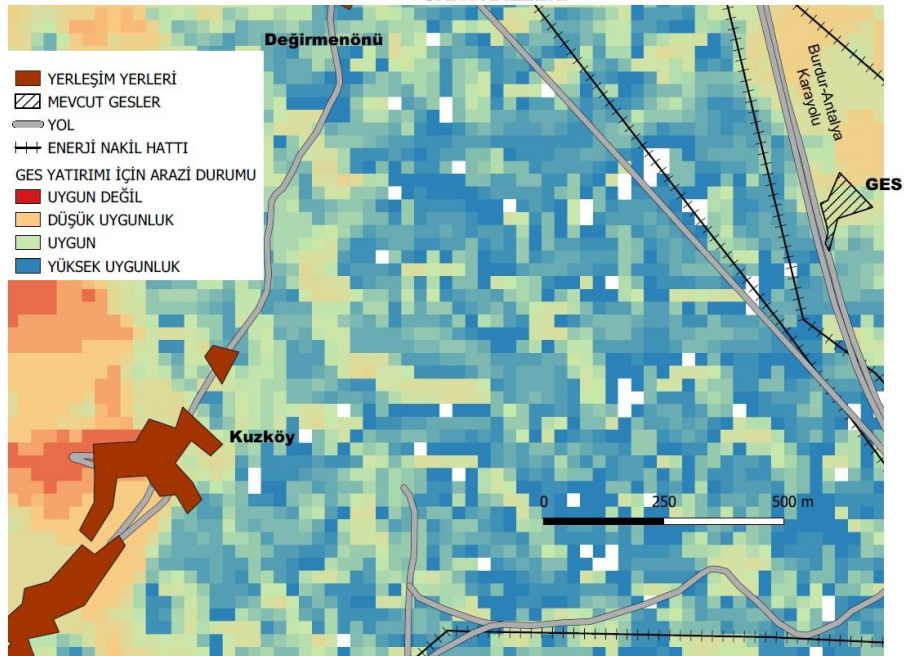 Değirmenönü
YERLEŞİM YERLERİ
MEVCUT GESLER
YOL
ENERJİ NAKİL HATTI
GES YATIRIMI İÇİN ARAZİ DURUMU
UYGUN DEĞİL
DÜŞÜK UYGUNLUK
UYGUN
YÜKSEK UYGUNLUK
Burdur-Antalya
Karayolu
GES
Kuzköy
0 250 500 m